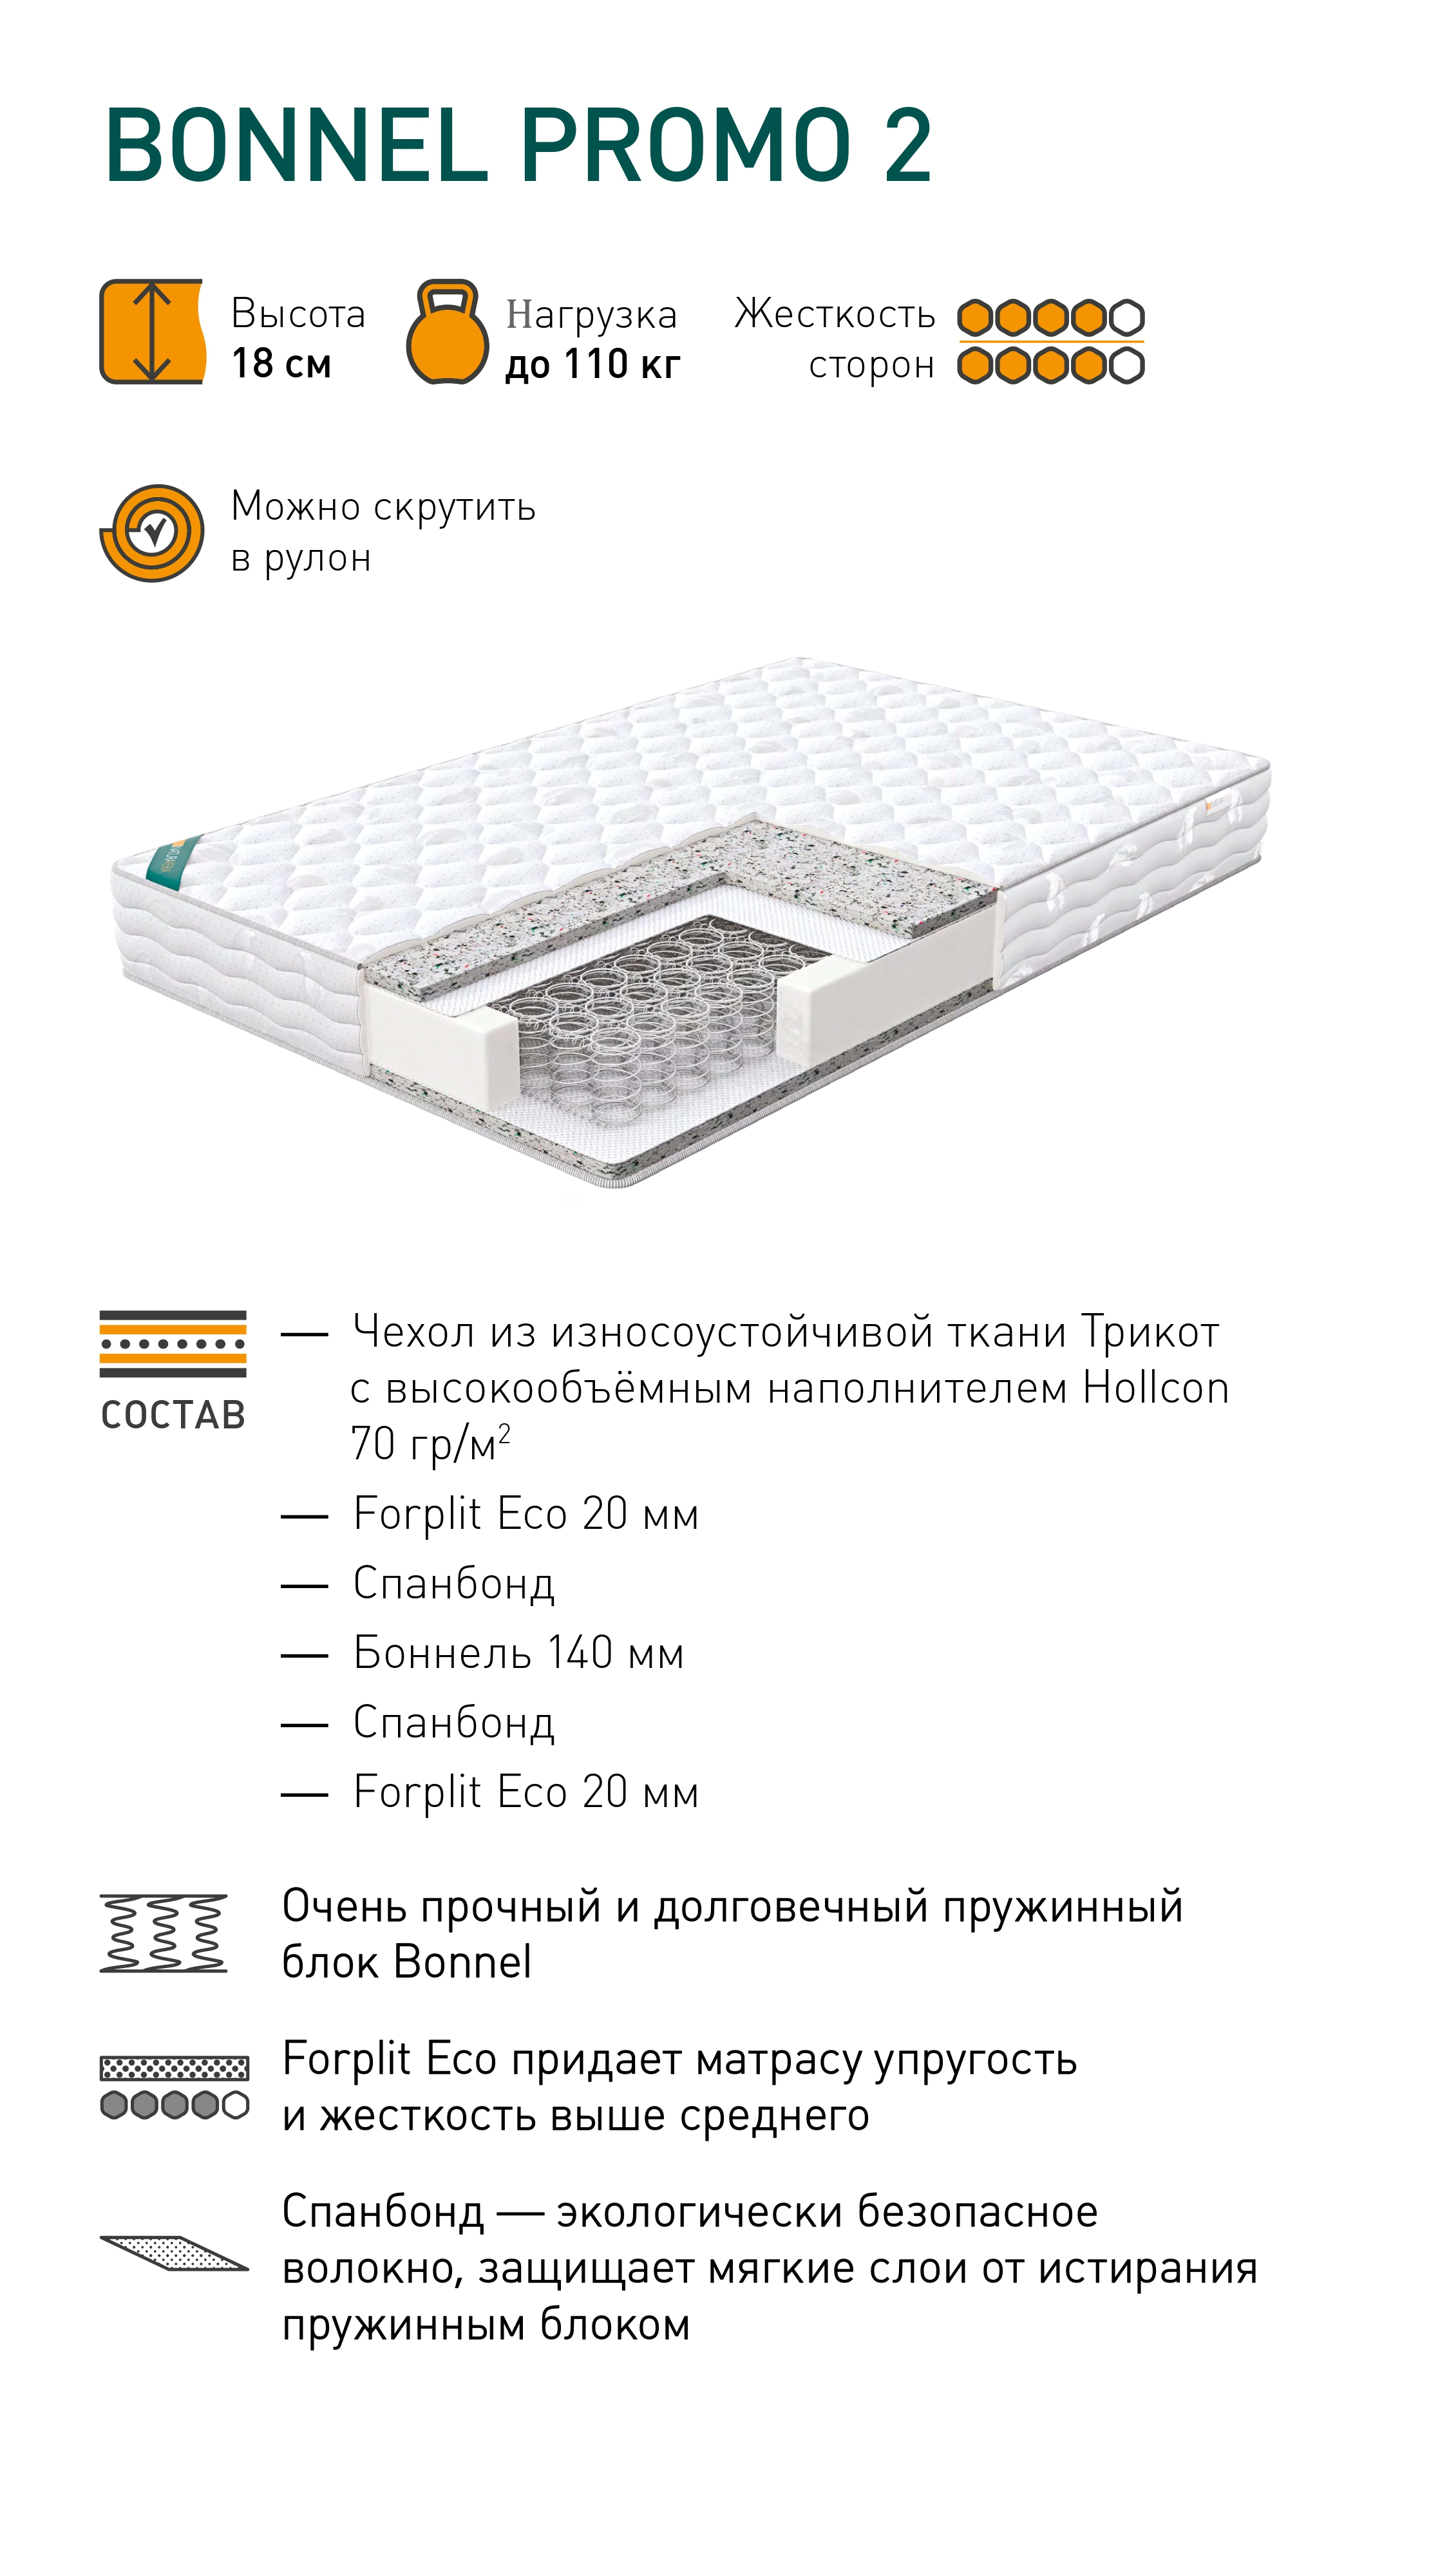 BONNEL PROMO 2
Высота
18 см
Нагрузка
до 110 кг
Жесткость
сторон
Можно скрутить
в рулон
СОСТАВ
— Чехол из износоустойчивой ткани Трикот
с высокообъёмным наполнителем Hollcon
70 гр/м²
— Forplit Eco 20 мм
— Спанбонд
— Боннель 140 мм
— Спанбонд
— Forplit Eco 20 мм
Очень прочный и долговечный пружинный
блок Bonnel
Forplit Eco придает матрасу упругость
и жесткость выше среднего
Спанбонд — экологически безопасное
волокно, защищает мягкие слои от истирания
пружинным блоком